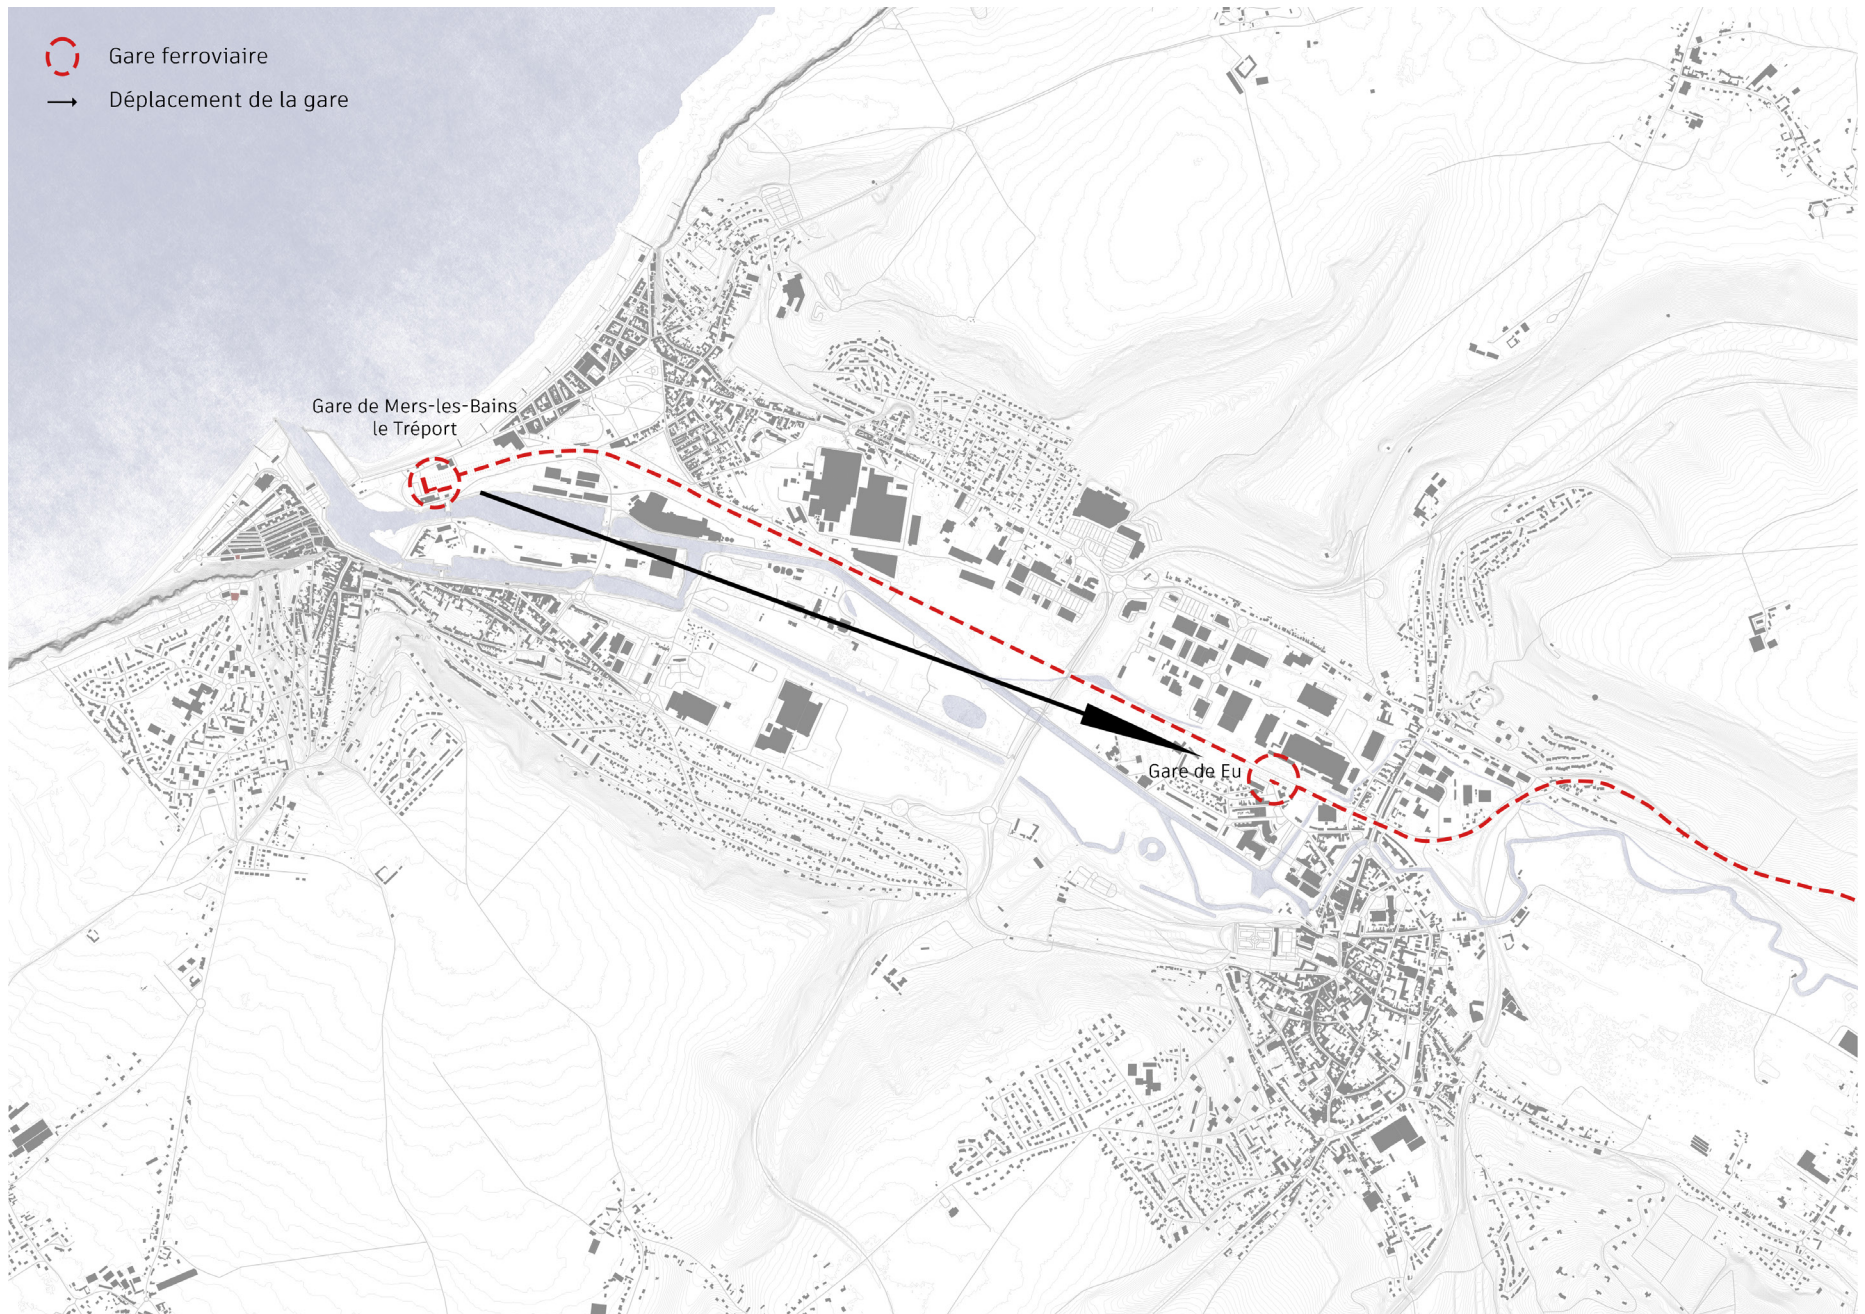 Gare ferroviaire
Déplacement de la gare
Gare de Mers-les-Bains
le Tréport
Gare de Eu